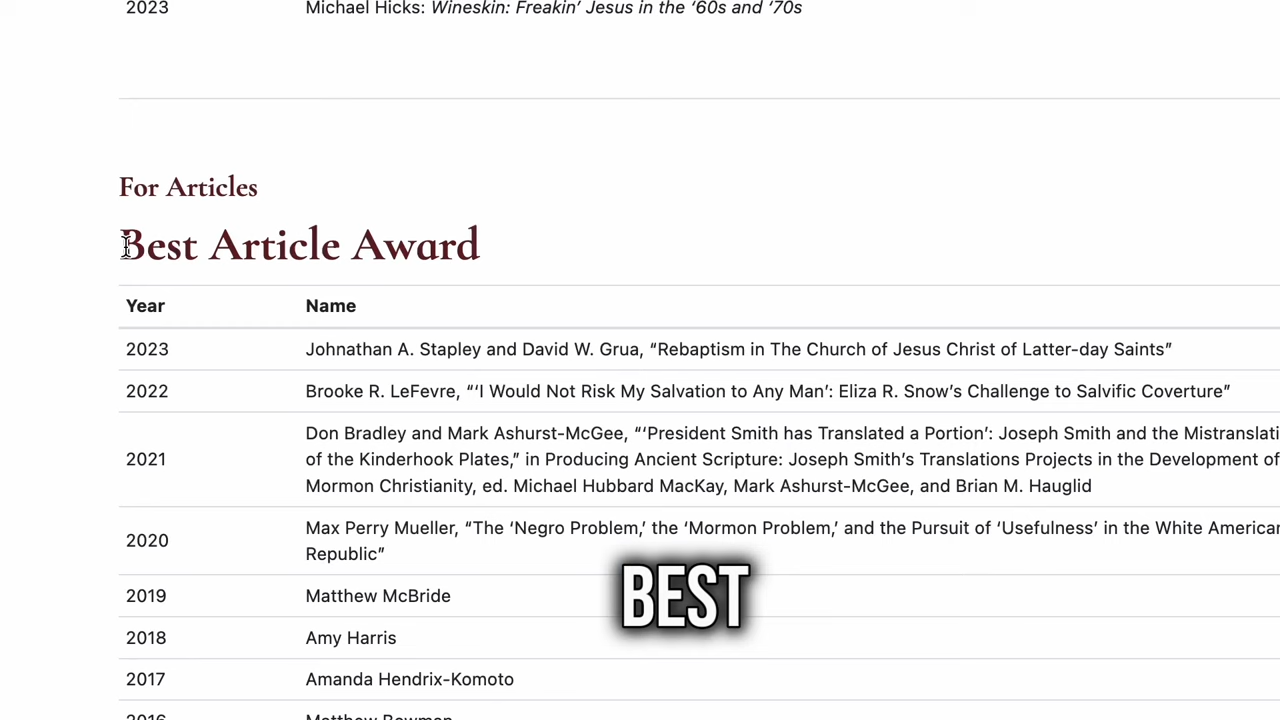 2023 Michael Hicks: Wineskin: Freakin’ Jesus in the ‘60s and ‘70s
For Articles
Best Article Award
Year Name
2023 Johnathan A. Stapley and David W. Grua, “Rebaptism in The Church of Jesus Christ of Latter-day Saints”
2022 Brooke R. LeFevre, “‘I Would Not Risk My Salvation to Any Man’: Eliza R. Snow’s Challenge to Salvific Coverture”
Don Bradley and Mark Ashurst-McGee, “‘President Smith has Translated a Portion’: Joseph Smith and the Mistranslati
2021 of the Kinderhook Plates,” in Producing Ancient Scripture: Joseph Smith’s Translations Projects in the Development of
Mormon Christianity, ed. Michael Hubbard MacKay, Mark Ashurst-McGee, and Brian M. Hauglid
2020 Max Perry Mueller, “The ‘Negro Problem,’ the ‘Mormon Problem,’ and the Pursuit of ‘Usefulness’ in the White American
Republic”
BEST
2019 Matthew McBride
2018 Amy Harris
2017 Amanda Hendrix-Komoto
2016 Matthew Bowman